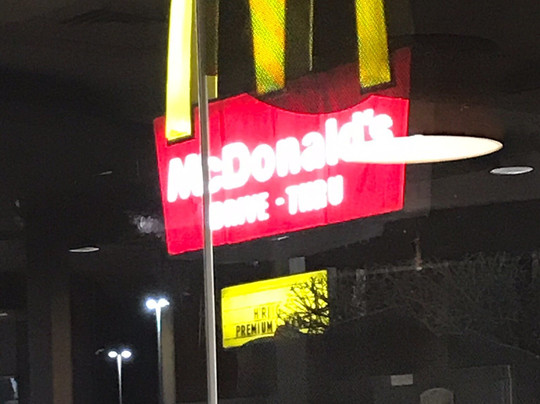 McDonald's
DRIVE - THRU
PREMIUM